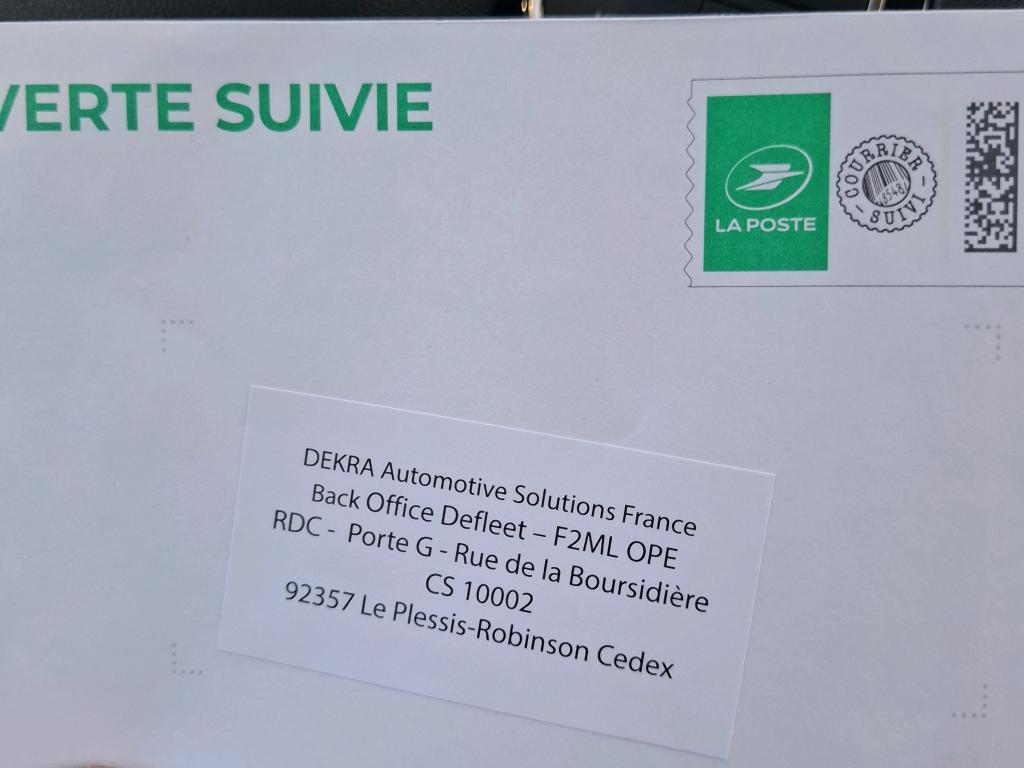 VERTE SUIVIE
LA POSTE
COURRIER
SUIVI
DEKRA Automotive Solutions France
Back Office Defleet – F2ML OPE
RDC - Porte G - Rue de la Boursidière
CS 10002
92357 Le Plessis-Robinson Cedex